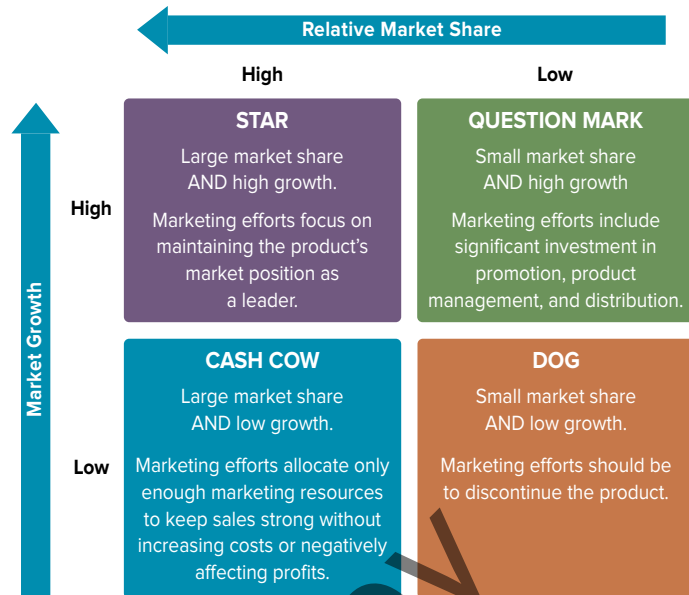 Relative Market Share
High
Low
Market Growth
High
STAR
Large market share
AND high growth.
Marketing efforts focus on
maintaining the product's
market position as
a leader.
QUESTION MARK
Small market share
AND high growth
Marketing efforts include
significant investment in
promotion, product
management, and distribution.
Low
CASH COW
Large market share
AND low growth.
Marketing efforts allocate only
enough marketing resources
to keep sales strong without
increasing costs or negatively
affecting profits.
DOG
Small market share
AND low growth.
Marketing efforts should be
to discontinue the product.